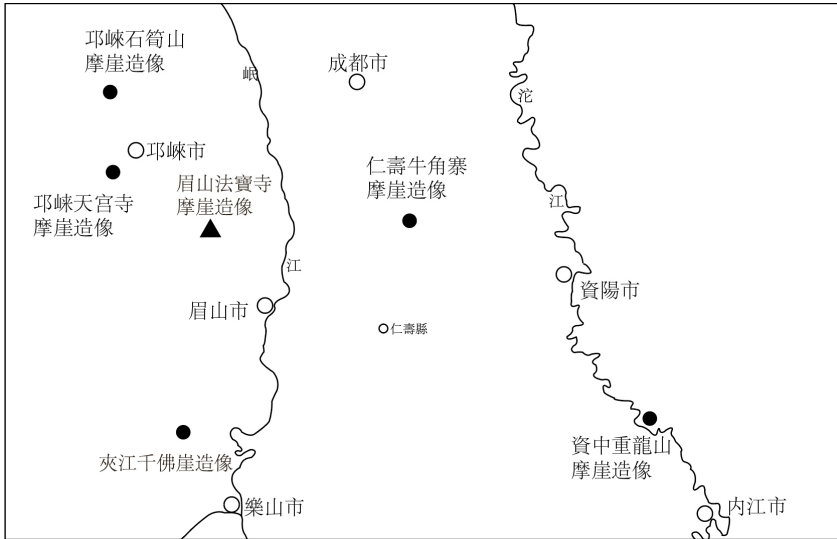 邛崍石筍山
摩崖造像
岷
成都市
沱
邛崍市
仁壽牛角寨
摩崖造像
眉山法寶寺
摩崖造像
邛崍天宫寺
摩崖造像
江
江
資陽市
眉山市
仁壽縣
資中重龍山
摩崖造像
夾江千佛崖造像
樂山市
内江市